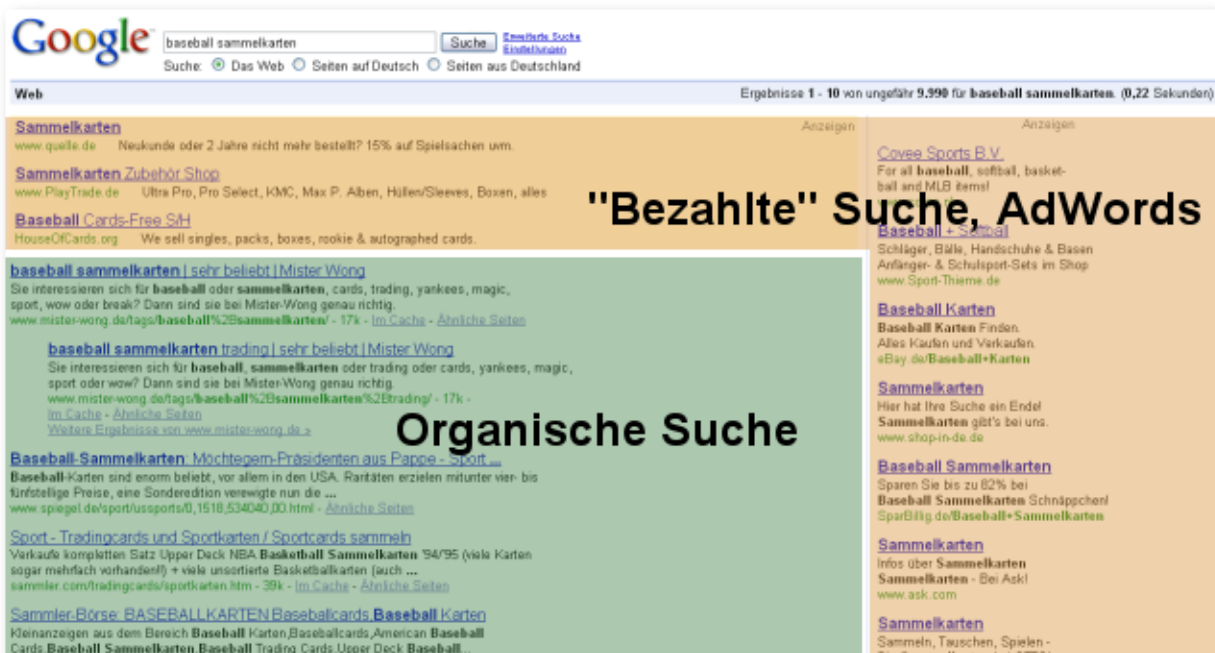 Google
baseball sammelkarten Suche Erweiterte Suche
Einstellungen
Suche: Das Web Seiten auf Deutsch Seiten aus Deutschland
Web Ergebnisse 1 - 10 von ungefähr 9.990 für baseball sammelkarten. (0,22 Sekunden)
Sammelkarten Anzeigen
www.quelle.de Neukunde oder 2 Jahre nicht mehr bestellt? 15% auf Spielsachen uvm.
Sammelkarten Zubehör Shop
www.PlayTrade.de Ultra Pro, Pro Select, KMC, Max P. Alben, Hüllen/Sleeves, Boxen, alles
Baseball Cards-Free S/H
HouseOfCards.org We sell singles, packs, boxes, rookie & autographed cards.
"Bezahlte" Suche, AdWords
baseball sammelkarten | sehr beliebt | Mister Wong
Sie interessieren sich für baseball oder sammelkarten, cards, trading, yankees, magic,
sport, wow oder break? Dann sind sie bei Mister-Wong genau richtig.
www.mister-wong.de/tags/baseball%2Bsammelkarten/ - 17k - Im Cache - Ähnliche Seiten
baseball sammelkarten trading | sehr beliebt | Mister Wong
Sie interessieren sich für baseball, sammelkarten oder trading oder cards, yankees, magic,
sport oder wow? Dann sind sie bei Mister-Wong genau richtig.
www.mister-wong.de/tags/baseball%2Bsammelkarten%2Btrading/ - 17k -
Im Cache - Ähnliche Seiten
Weitere Ergebnisse von www.mister-wong.de »
Organische Suche
Baseball-Sammelkarten: Möchtegern-Präsidenten aus Pappe - Sport ...
Baseball-Karten sind enorm beliebt, vor allem in den USA. Raritäten erzielen mitunter vier- bis
fünfstellige Preise, eine Sonderedition verewigte nun die ...
www.spiegel.de/sport/ussports/0,1518,534040,00.html - Ähnliche Seiten
Sport - Tradingcards und Sportkarten / Sportcards sammeln
Verkaufe kompletten Satz Upper Deck NBA Basketball Sammelkarten '94/'95 (viele Karten
sogar mehrfach vorhanden!!) + viele unsortierte Basketballkarten (auch ...
sammler.com/tradingcards/sportkarten.htm - 39k - Im Cache - Ähnliche Seiten
Sammler-Börse: BASEBALLKARTEN Baseballcards,Baseball Karten
Kleinanzeigen aus dem Bereich Baseball Karten,Baseballcards,American Baseball
Cards,Baseball Sammelkarten,Baseball Trading Cards,Upper Deck Baseball...
Anzeigen
Covee Sports B.V.
For all baseball, softball, basket-
ball and MLB items!
Baseball + Softball
Schläger, Bälle, Handschuhe & Basen
Anfänger- & Schulsport-Sets im Shop
www.Sport-Thieme.de
Baseball Karten
Baseball Karten Finden.
Alles Kaufen und Verkaufen.
eBay.de/Baseball+Karten
Sammelkarten
Hier hat Ihre Suche ein Ende!
Sammelkarten gibt's bei uns.
www.shop-in-de.de
Baseball Sammelkarten
Sparen Sie bis zu 82% bei
Baseball Sammelkarten Schnäppchen!
SparBillig.de/Baseball+Sammelkarten
Sammelkarten
Infos über Sammelkarten
Sammelkarten - Bei Ask!
www.ask.com
Sammelkarten
Sammeln, Tauschen, Spielen -